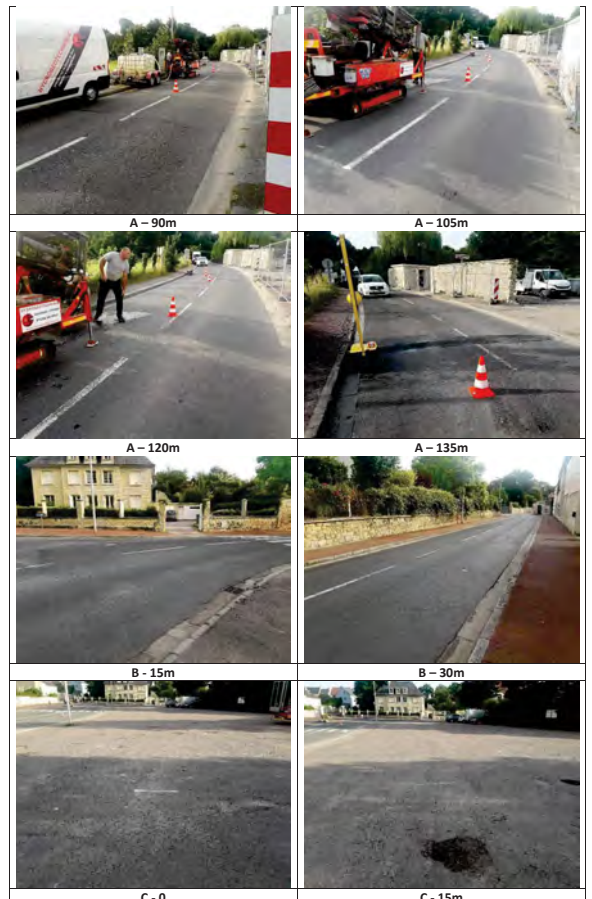 A – 90m
A – 105m
A – 120m
A – 135m
B - 15m
B – 30m
C - 0
C - 15m